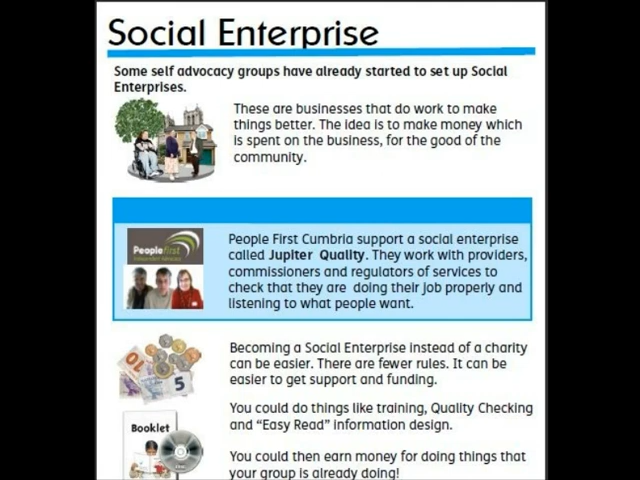 Social Enterprise
Some self advocacy groups have already started to set up Social
Enterprises.
These are businesses that do work to make
things better. The idea is to make money which
is spent on the business, for the good of the
community.
Peoplefirst
independent advocacy
People First Cumbria support a social enterprise
called Jupiter Quality. They work with providers,
commissioners and regulators of services to
check that they are doing their job properly and
listening to what people want.
10
5
Becoming a Social Enterprise instead of a charity
can be easier. There are fewer rules. It can be
easier to get support and funding.
Booklet
You could do things like training, Quality Checking
and “Easy Read” information design.
You could then earn money for doing things that
your group is already doing!